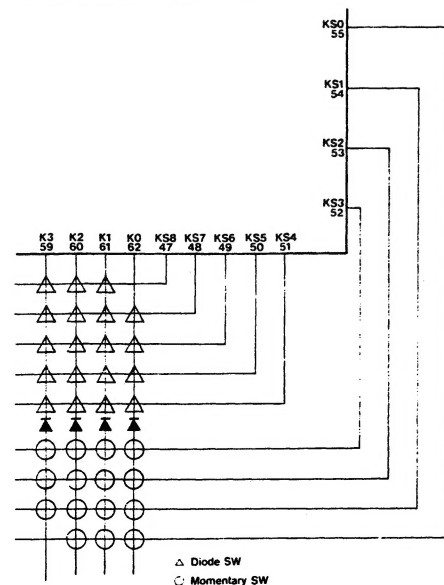 KS0
55
KS1
54
KS2
53
KS3
52
K3 K2 K1 K0 KS8 KS7 KS6 KS5 KS4
59 60 61 62 47 48 49 50 51
Diode SW
Momentary SW